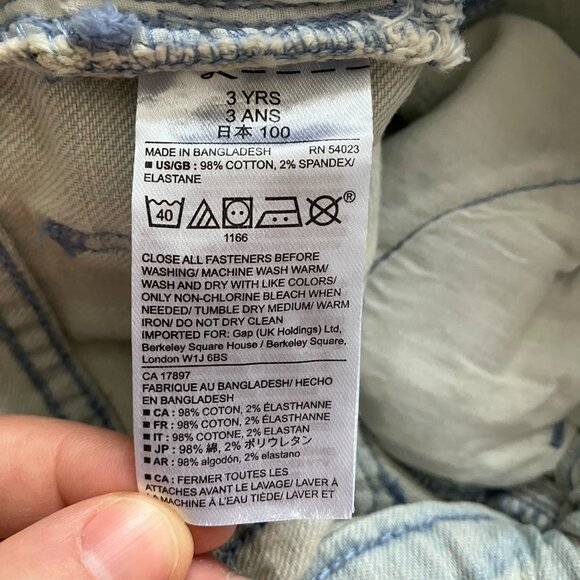 3 YRS
3 ANS
日本 100
MADE IN BANGLADESH RN 54023
■ US/GB : 98% COTTON, 2% SPANDEX/
ELASTANE
40 ®
1166
CLOSE ALL FASTENERS BEFORE
WASHING/ MACHINE WASH WARM/
WASH AND DRY WITH LIKE COLORS/
ONLY NON-CHLORINE BLEACH WHEN
NEEDED/ TUMBLE DRY MEDIUM/ WARM
IRON/ DO NOT DRY CLEAN
IMPORTED FOR: Gap (UK Holdings) Ltd,
Berkeley Square House / Berkeley Square,
London W1J 6BS
CA 17897
FABRIQUE AU BANGLADESH/ HECHO
EN BANGLADESH
■ CA : 98% COTON, 2% ÉLASTHANNE
■ FR : 98% COTON, 2% ÉLASTHANNE
■ IT : 98% COTONE, 2% ELASTAN
■ JP : 98% 綿, 2% ポリウレタン
■ AR : 98% algodón, 2% elastano
■ CA : FERMER TOUTES LES
ATTACHES AVANT LE LAVAGE/ LAVER À
LA MACHINE À L'EAU TIÈDE/ LAVER ET